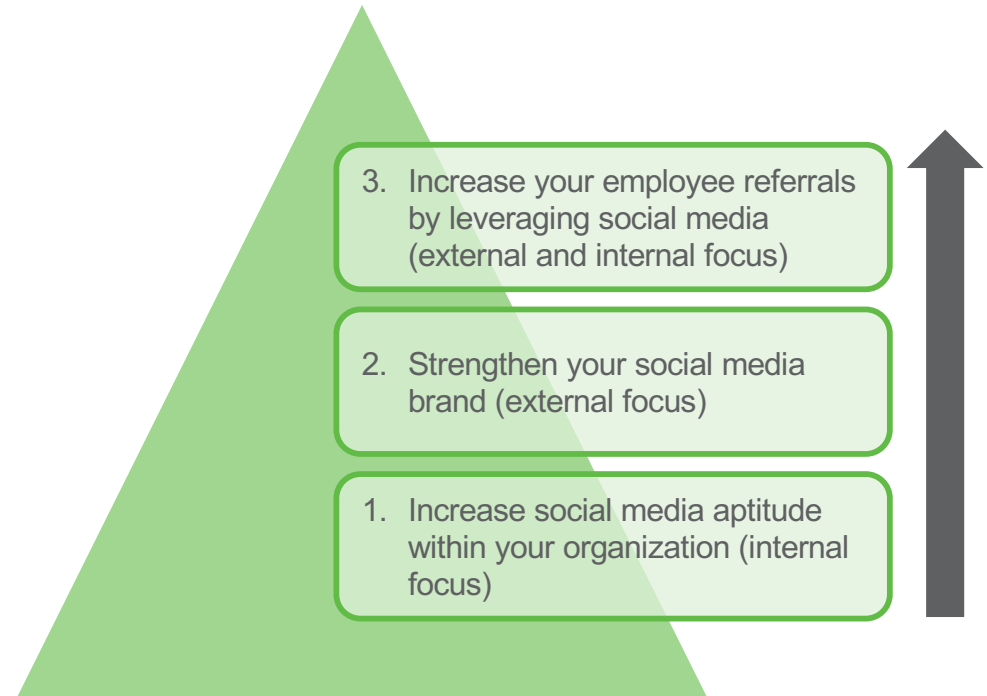 3. Increase your employee referrals
by leveraging social media
(external and internal focus)
2. Strengthen your social media
brand (external focus)
1. Increase social media aptitude
within your organization (internal
focus)